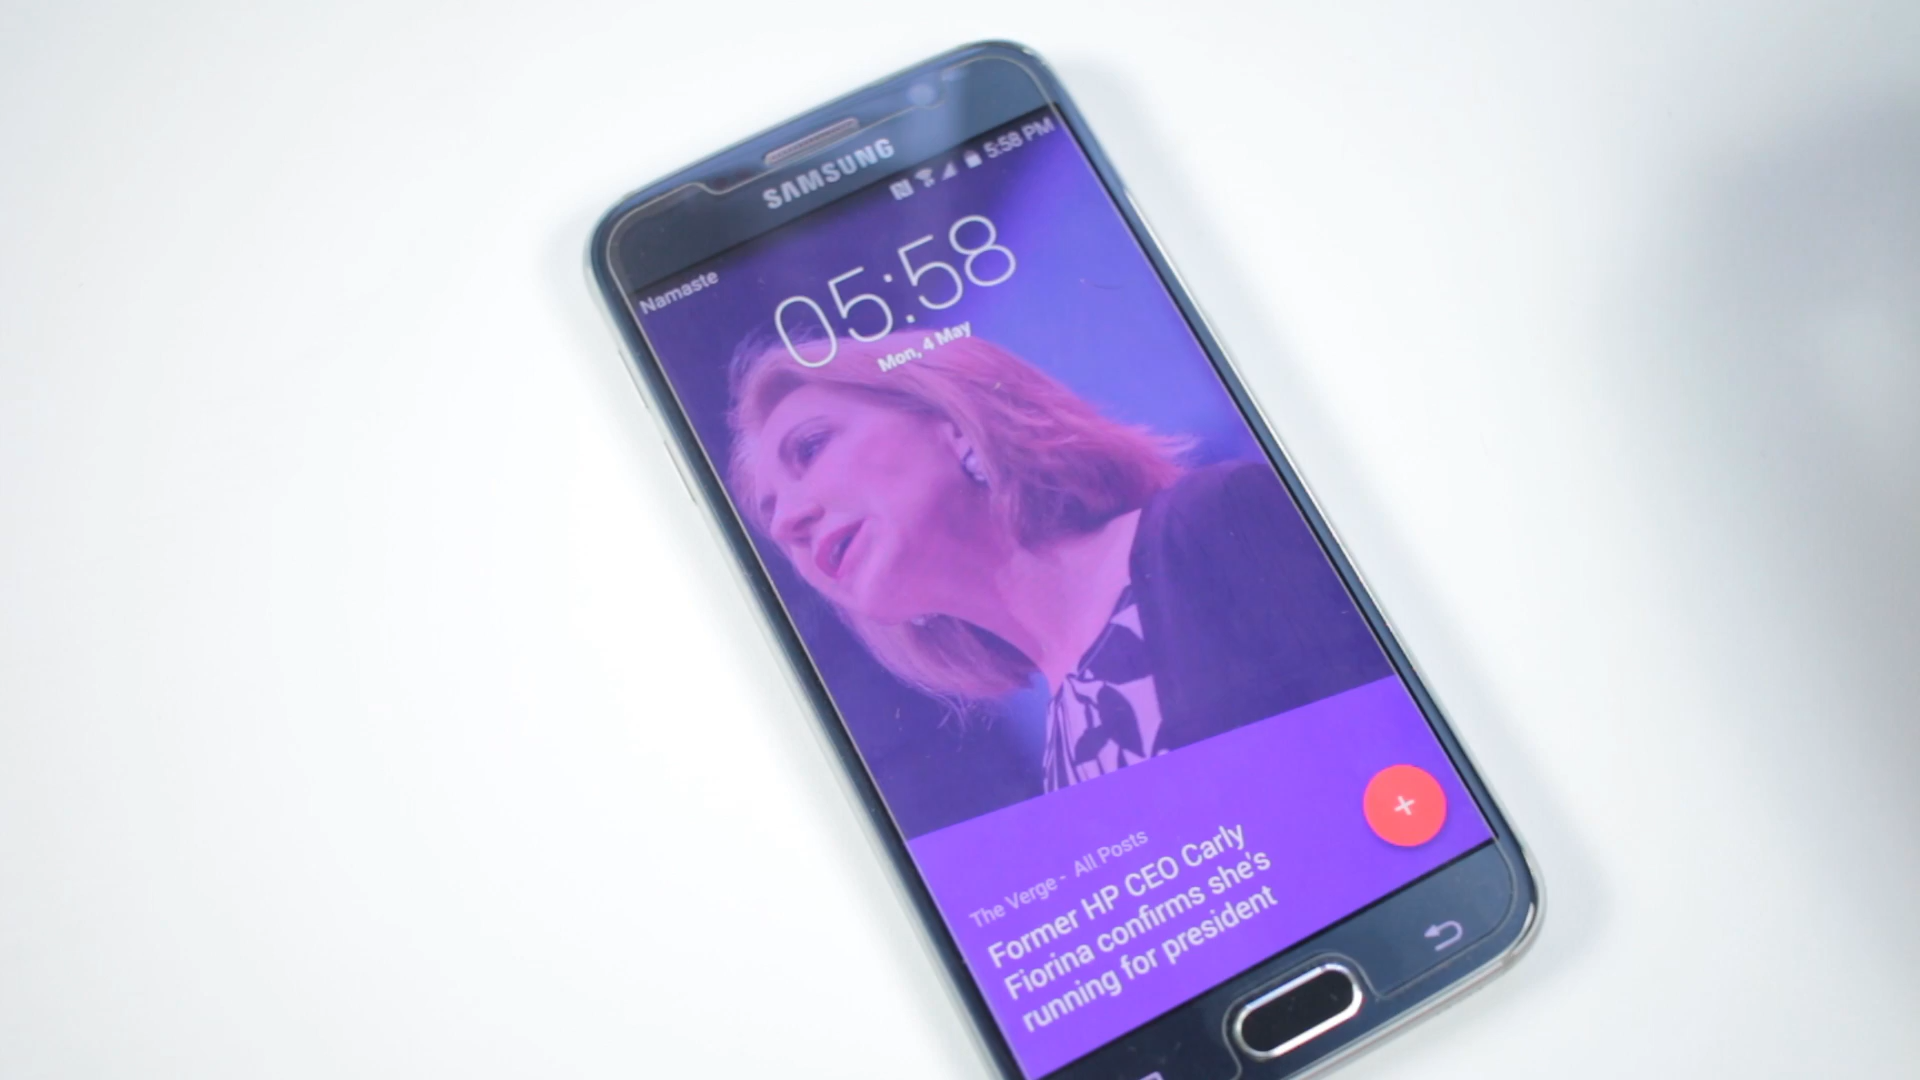 SAMSUNG
5:58 PM
Namaste
05:58
Mon, 4 May
The Verge - All Posts
Former HP CEO Carly
Fiorina confirms she's
running for president